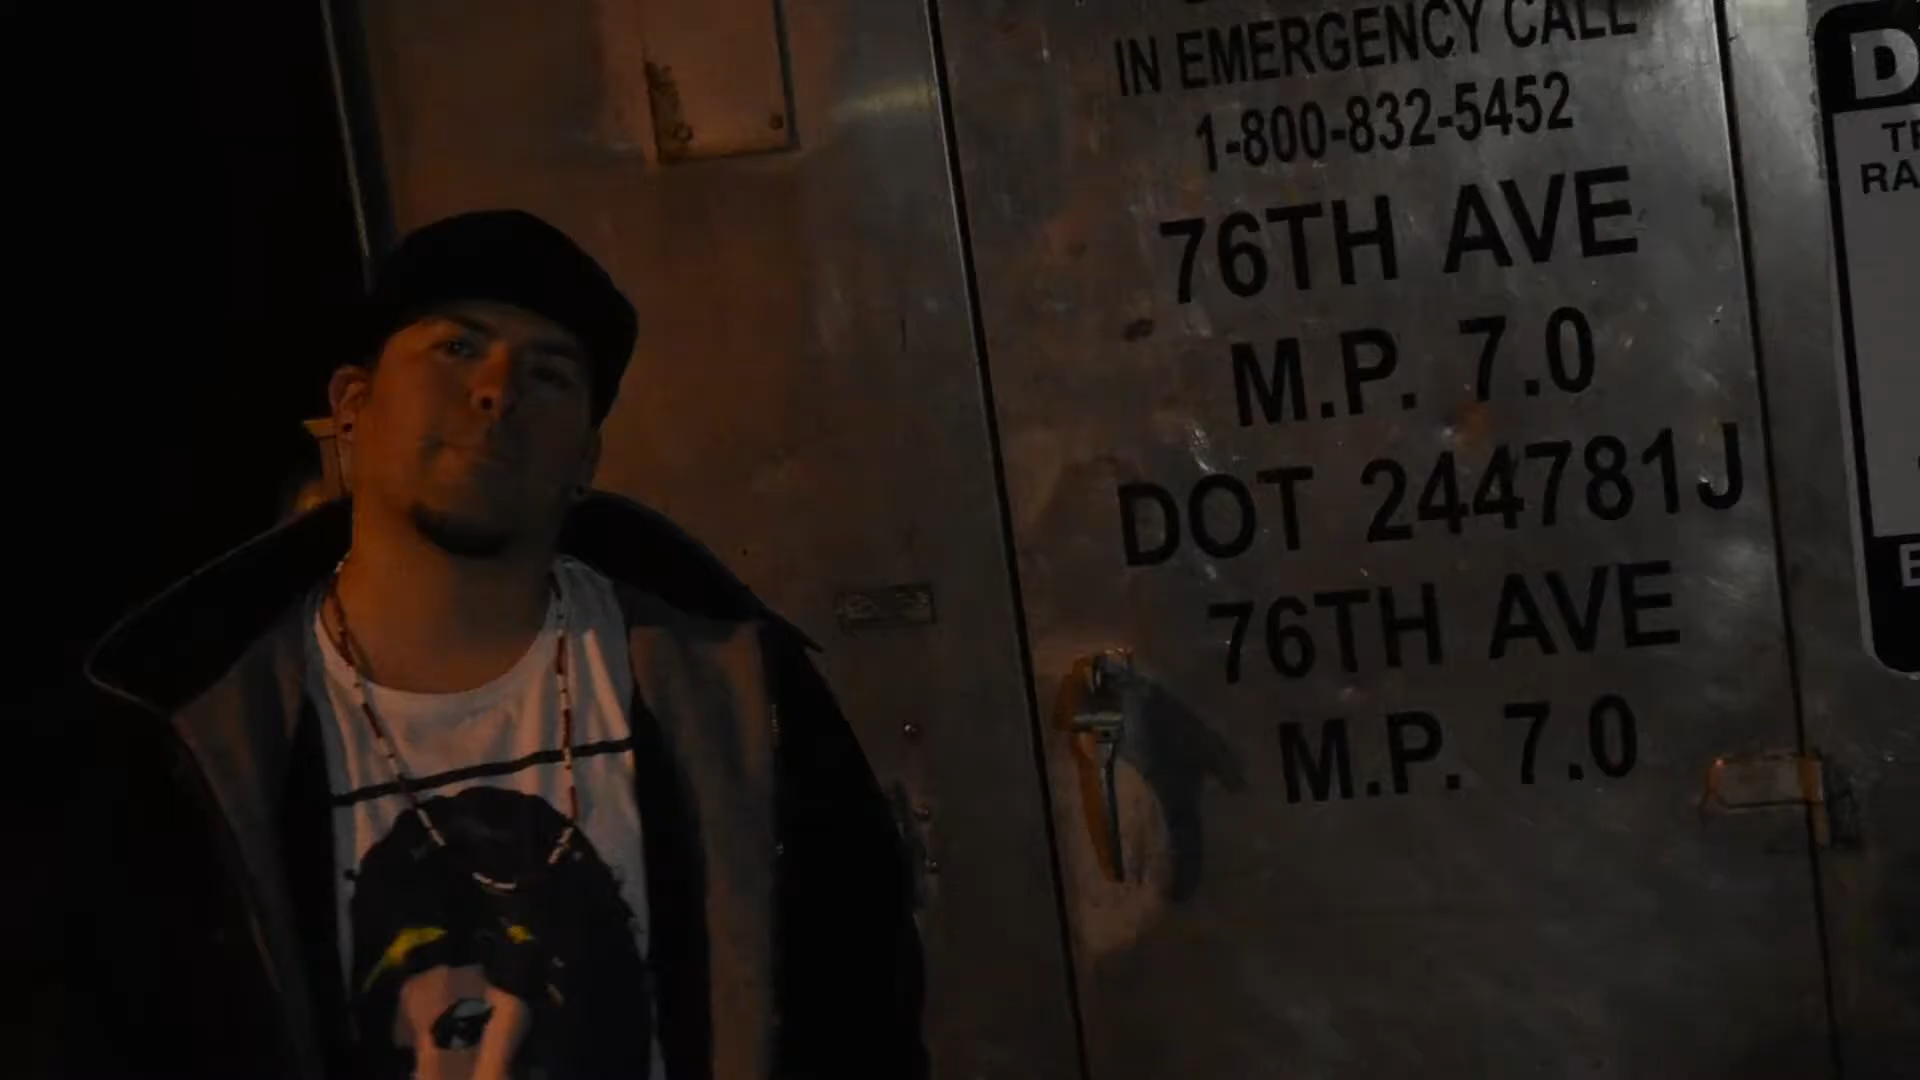 IN EMERGENCY CALL
1-800-832-5452
76TH AVE
M.P. 7.0
DOT 244781J
76TH AVE
M.P. 7.0